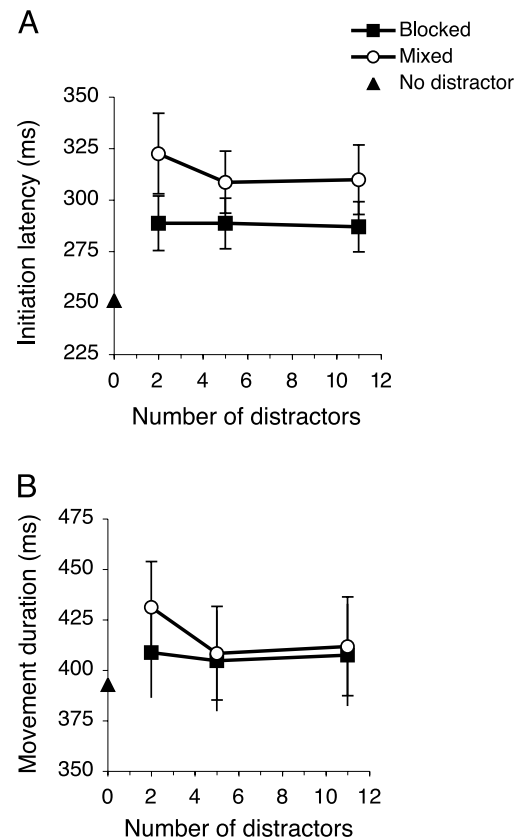 A
Blocked
Mixed
No distractor
Initiation latency (ms)
350
325
300
275
250
225
0 2 4 6 8 10 12
Number of distractors
B
Movement duration (ms)
475
450
425
400
375
350
0 2 4 6 8 10 12
Number of distractors